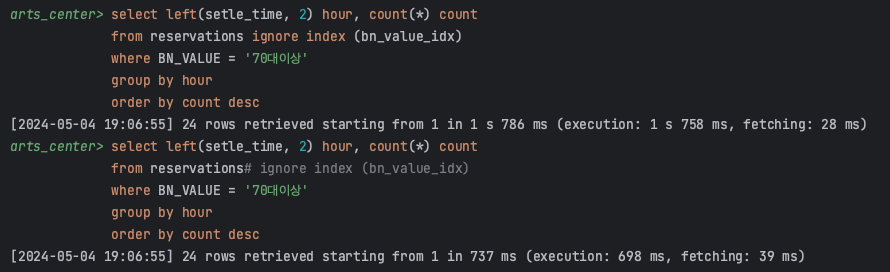 arts_center> select left(setle_time, 2) hour, count(*) count
from reservations ignore index (bn_value_idx)
where BN_VALUE = '70대이상'
group by hour
order by count desc
[2024-05-04 19:06:55] 24 rows retrieved starting from 1 in 1 s 786 ms (execution: 1 s 758 ms, fetching: 28 ms)
arts_center> select left(setle_time, 2) hour, count(*) count
from reservations# ignore index (bn_value_idx)
where BN_VALUE = '70대이상'
group by hour
order by count desc
[2024-05-04 19:06:55] 24 rows retrieved starting from 1 in 737 ms (execution: 698 ms, fetching: 39 ms)